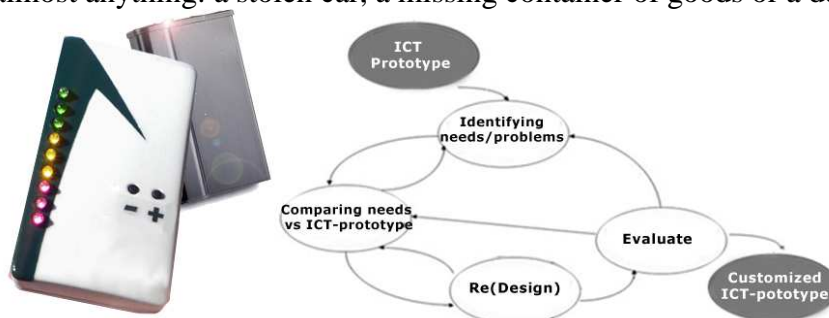 almost anything: a stolen car, a missing container of goods or a d
ICT
Prototype
Identifying
needs/problems
Comparing needs
vs ICT-prototype
Evaluate
Re(Design)
Customized
ICT-pototype